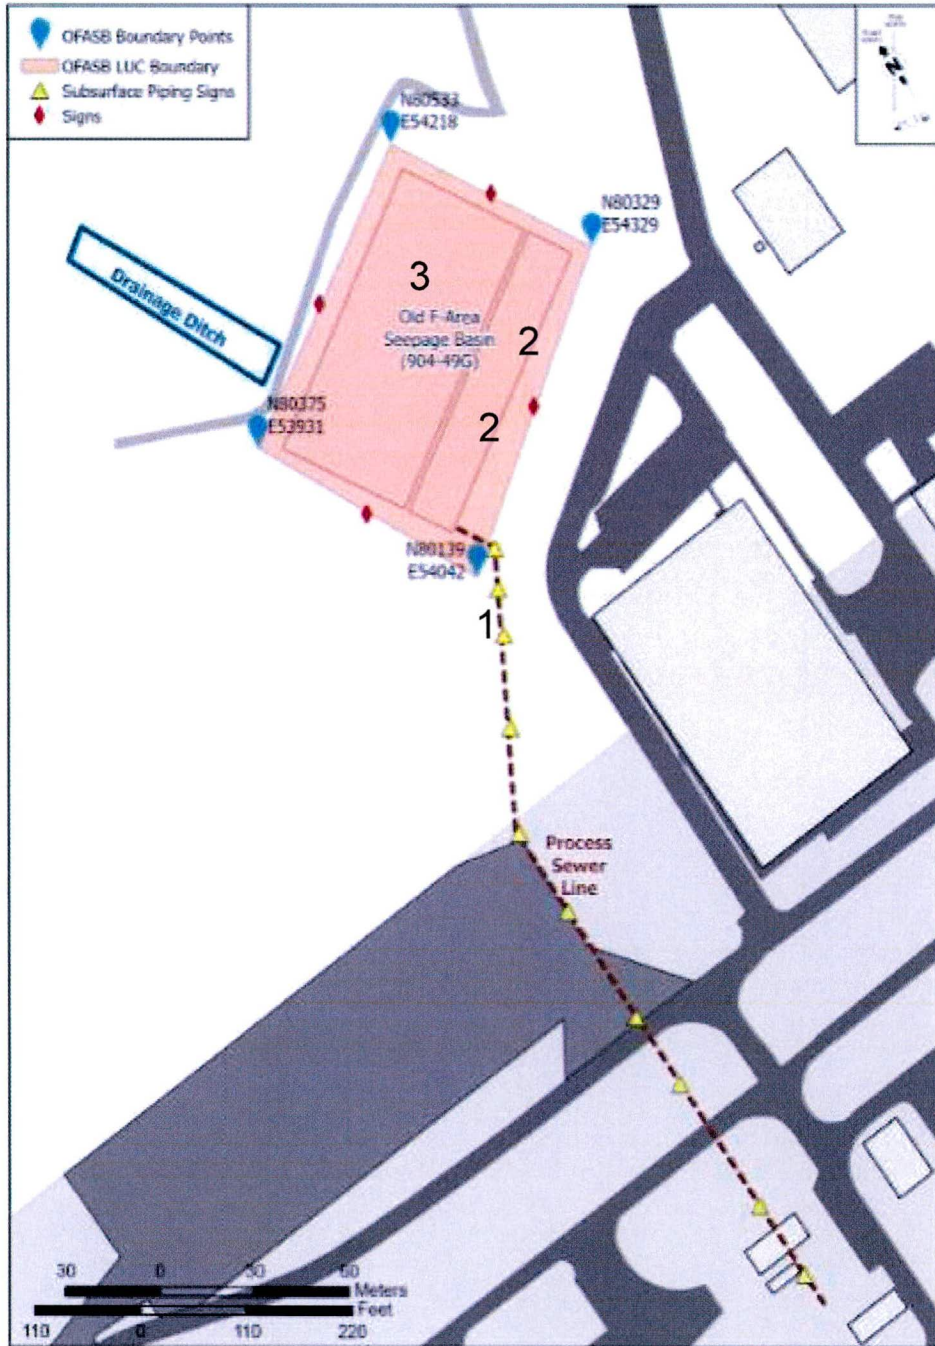 OFASB Boundary Points
OFASB LUC Boundary
Subsurface Piping Signs
Signs
N
N80533
E54218
N80329
E54329
Drainage Ditch
3
Old F-Area
Seepage Basin
(904-49G)
2
2
N80375
E53931
N80139
E54042
1
Process
Sewer
Line
30 0 30 60
Meters
Feet
110 0 110 220